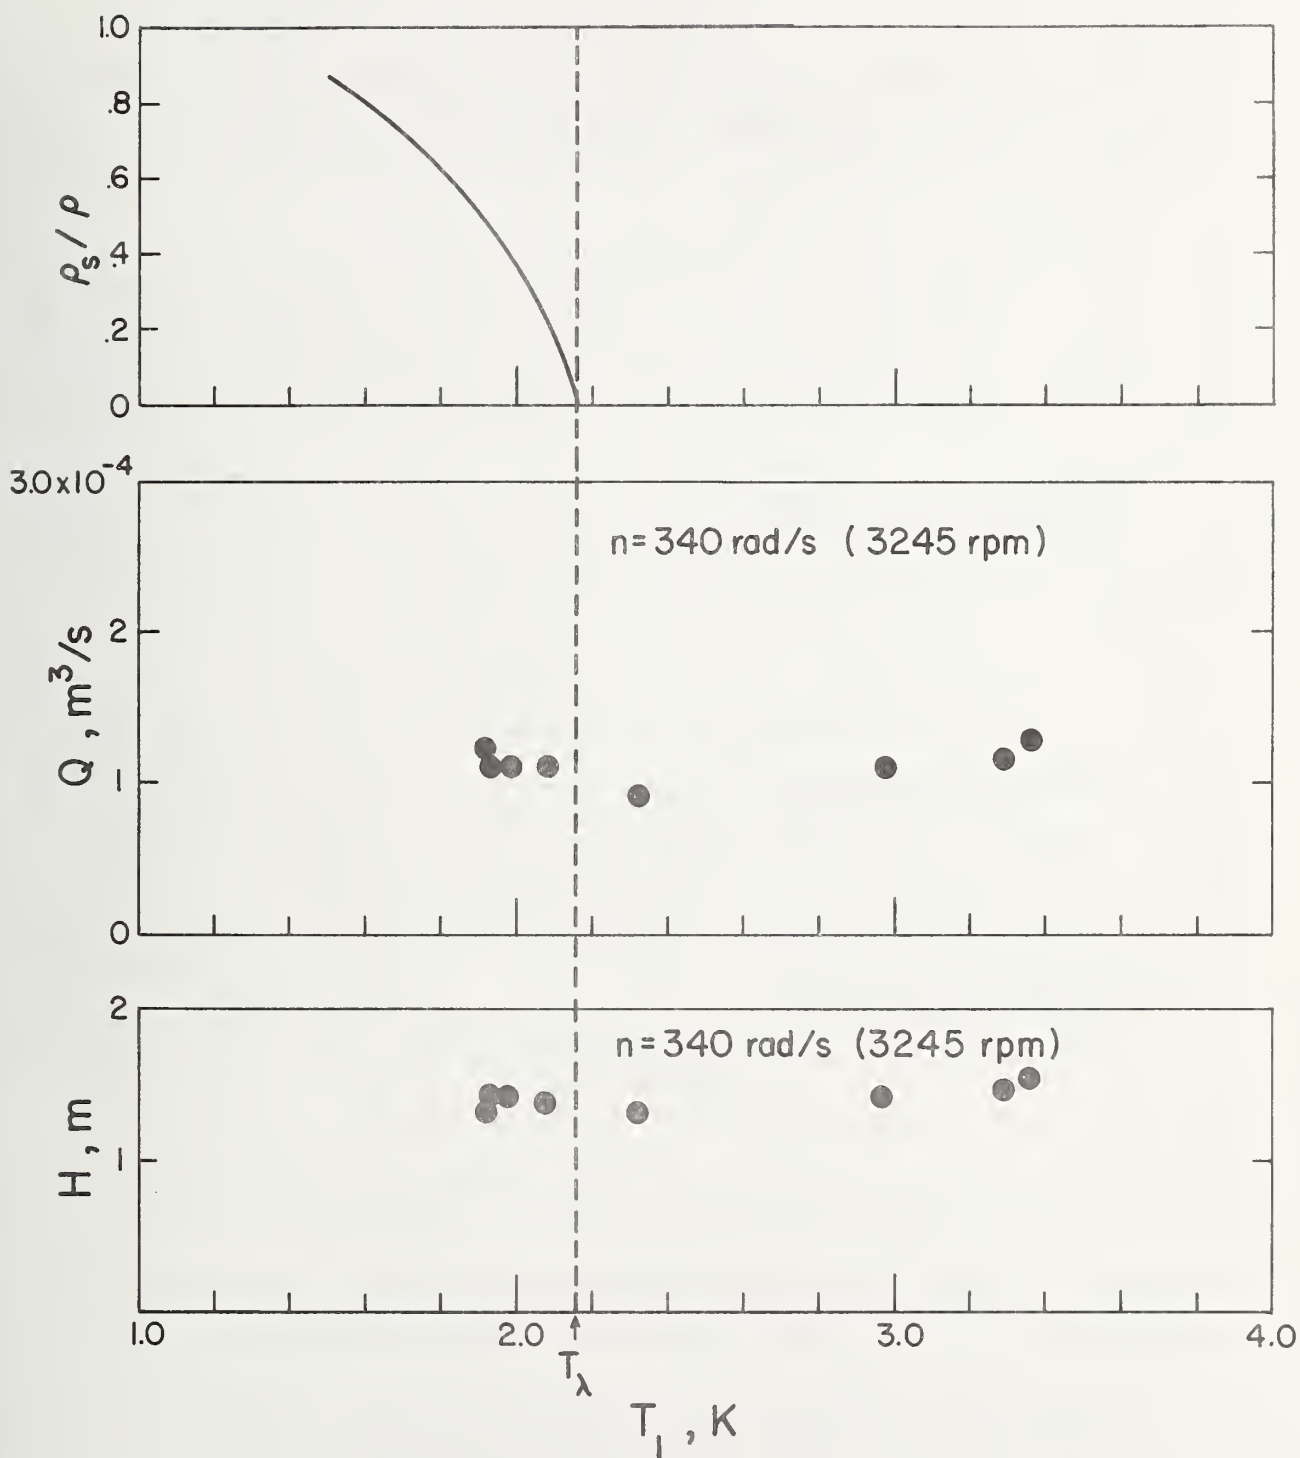 1.0
.8
.6
.4
.2
0
ρs/ρ
3.0x10-4
2
1
0
Q, m3/s
n=340 rad/s (3245 rpm)
2
1
H, m
n=340 rad/s (3245 rpm)
1.0 2.0 3.0 4.0
Tλ
T1, K